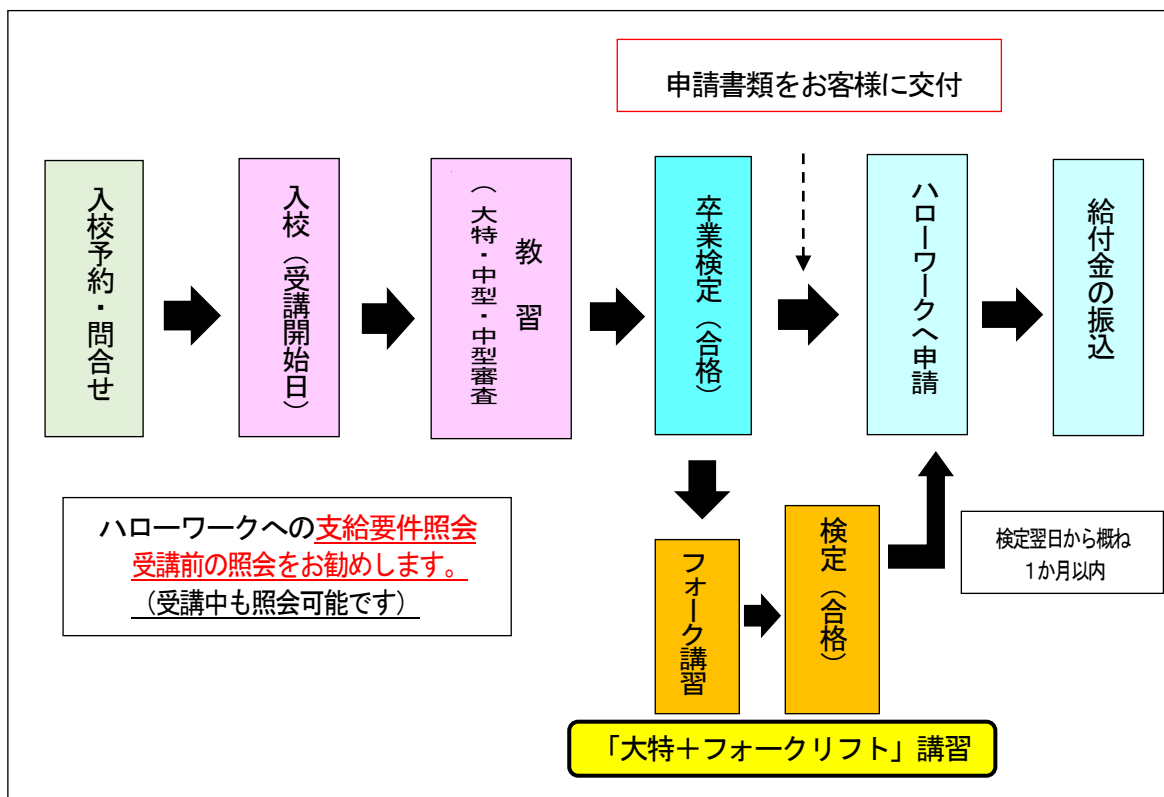 申請書類をお客様に交付
入校予約・問合せ
入校（受講開始日）
教習
（大特・中型・中型審査
卒業検定（合格）
ハローワークへ申請
給付金の振込
ハローワークへの支給要件照会
受講前の照会をお勧めします。
（受講中も照会可能です）
フォーク講習
検定（合格）
検定翌日から概ね
１か月以内
「大特＋フォークリフト」講習